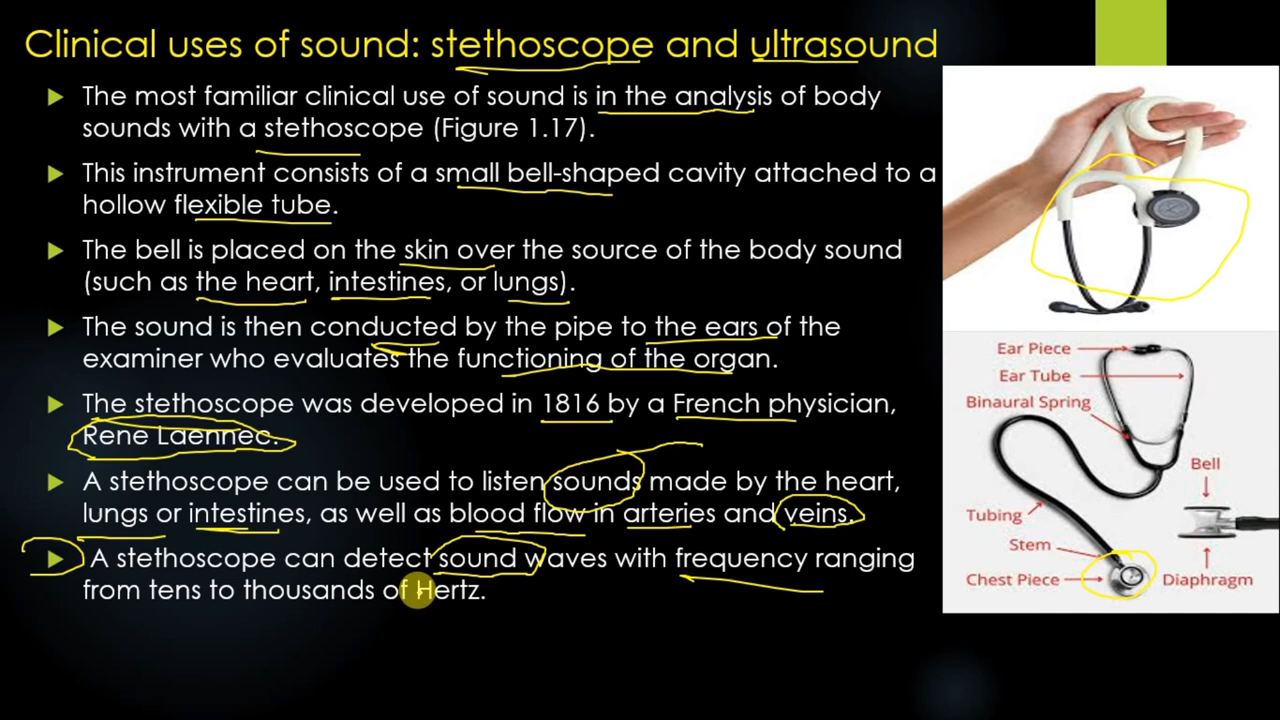 Clinical uses of sound: stethoscope and ultrasound
The most familiar clinical use of sound is in the analysis of body
sounds with a stethoscope (Figure 1.17).
This instrument consists of a small bell-shaped cavity attached to a
hollow flexible tube.
The bell is placed on the skin over the source of the body sound
(such as the heart, intestines, or lungs).
The sound is then conducted by the pipe to the ears of the
examiner who evaluates the functioning of the organ.
The stethoscope was developed in 1816 by a French physician,
Rene Laennec.
A stethoscope can be used to listen sounds made by the heart,
lungs or intestines, as well as blood flow in arteries and veins.
A stethoscope can detect sound waves with frequency ranging
from tens to thousands of Hertz.
Ear Piece
Ear Tube
Binaural Spring
Bell
Tubing
Stem
Chest Piece
Diaphragm